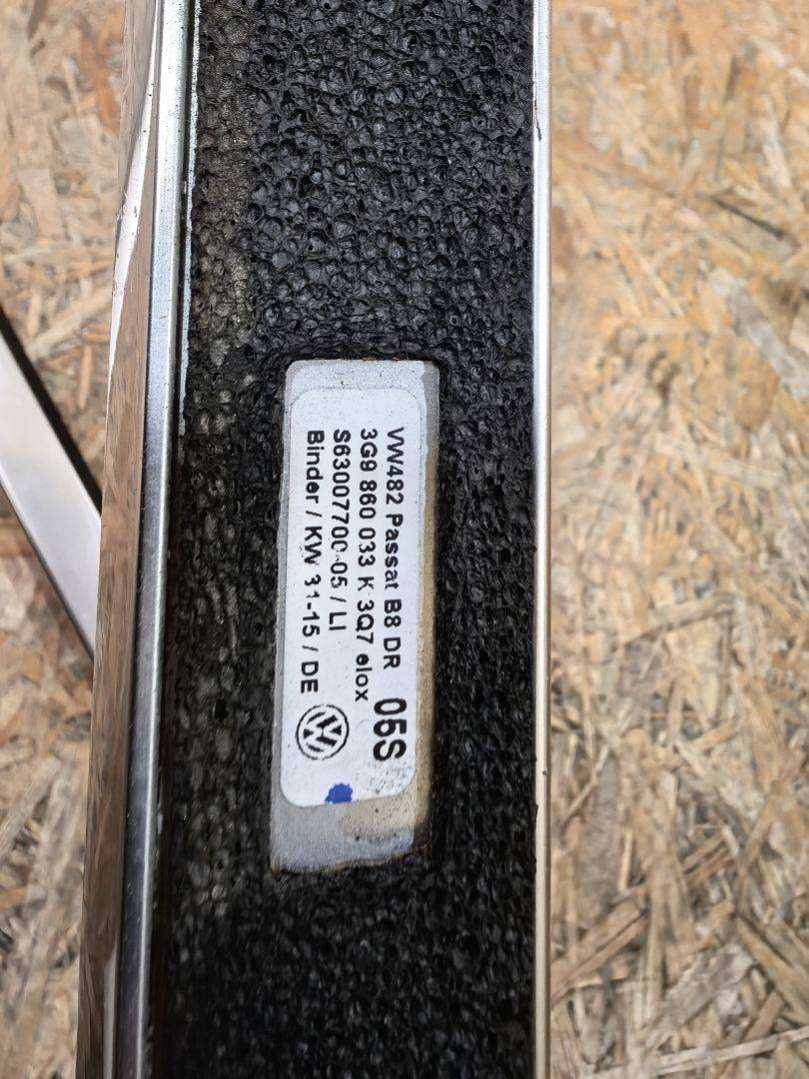 VW482 Passat B8 DR
3G9 860 033 K 3Q7 elox
S63007700-05 / LI
Binder / KW 31-15 / DE
05S